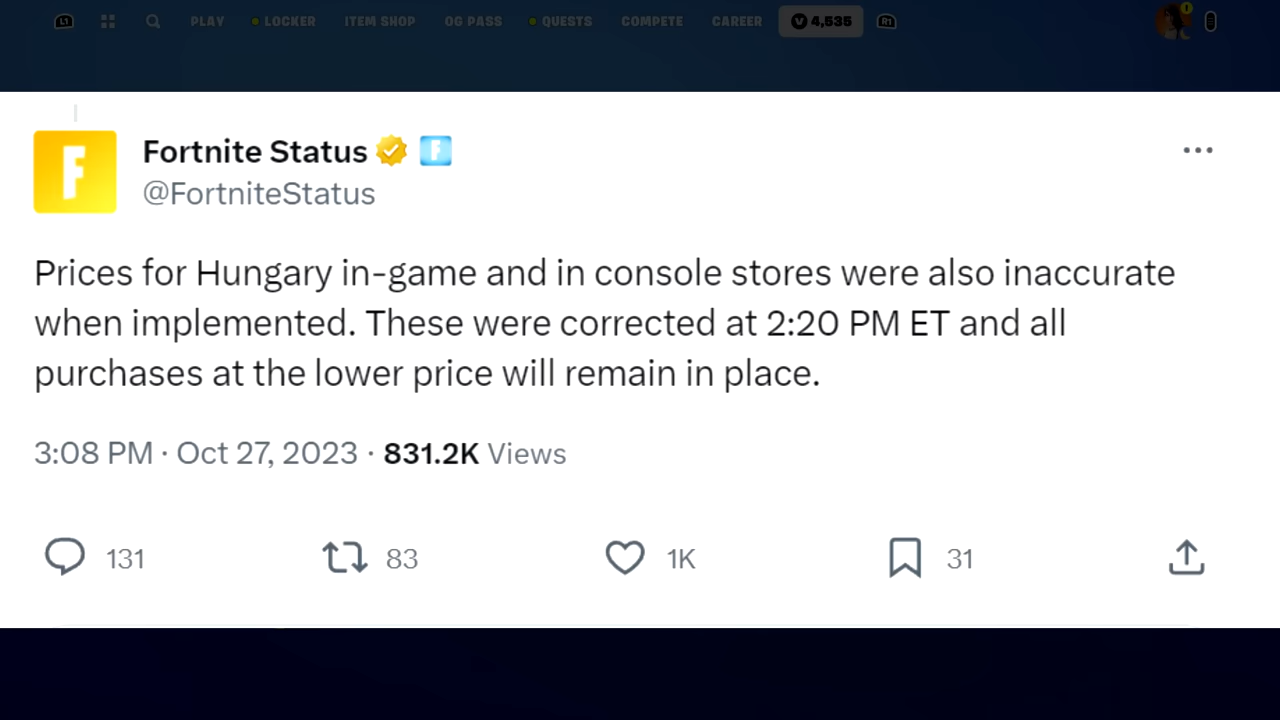 L1 PLAY LOCKER ITEM SHOP OG PASS QUESTS COMPETE CAREER V 4,535 R1
F Fortnite Status F
@FortniteStatus
Prices for Hungary in-game and in console stores were also inaccurate
when implemented. These were corrected at 2:20 PM ET and all
purchases at the lower price will remain in place.
3:08 PM · Oct 27, 2023 · 831.2K Views
131 83 1K 31